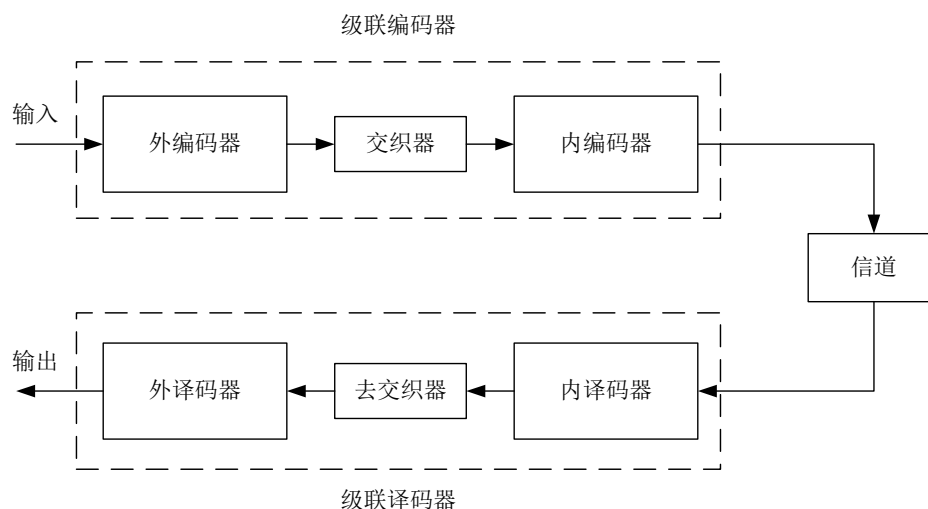 级联编码器
输入
外编码器
交织器
内编码器
信道
输出
外译码器
去交织器
内译码器
级联译码器